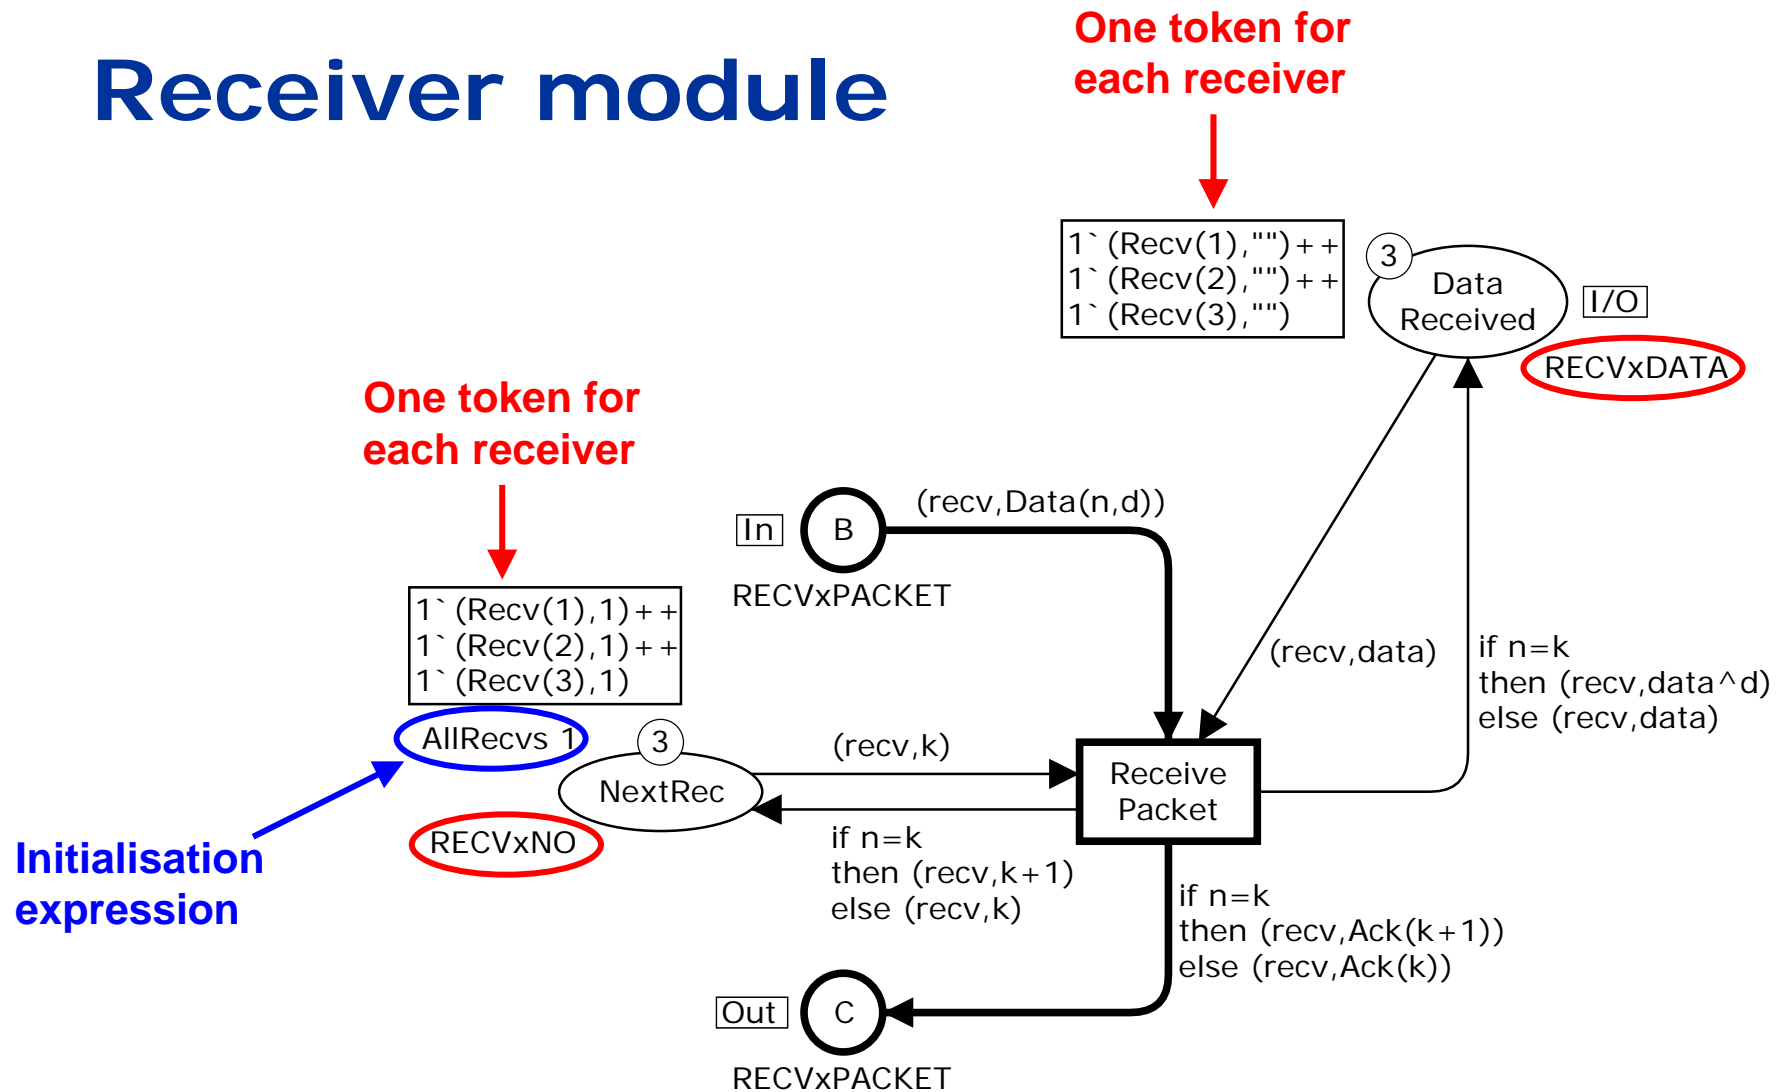 Receiver module
One token for
each receiver
1`(Recv(1),"")++
1`(Recv(2),"")++
1`(Recv(3),"")
3
Data
Received
I/O
RECVxDATA
One token for
each receiver
1`(Recv(1),1)++
1`(Recv(2),1)++
1`(Recv(3),1)
AllRecvs 1
3
NextRec
RECVxNO
Initialisation
expression
In
B
RECVxPACKET
(recv,Data(n,d))
(recv,data)
if n=k
then (recv,data^d)
else (recv,data)
(recv,k)
Receive
Packet
if n=k
then (recv,k+1)
else (recv,k)
if n=k
then (recv,Ack(k+1))
else (recv,Ack(k))
Out
C
RECVxPACKET